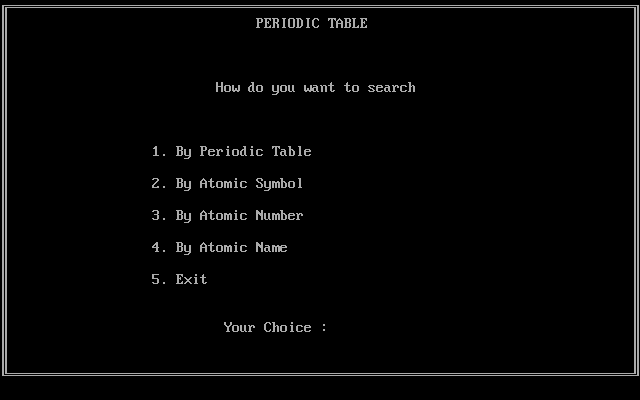 PERIODIC TABLE
How do you want to search
1. By Periodic Table
2. By Atomic Symbol
3. By Atomic Number
4. By Atomic Name
5. Exit
Your Choice :